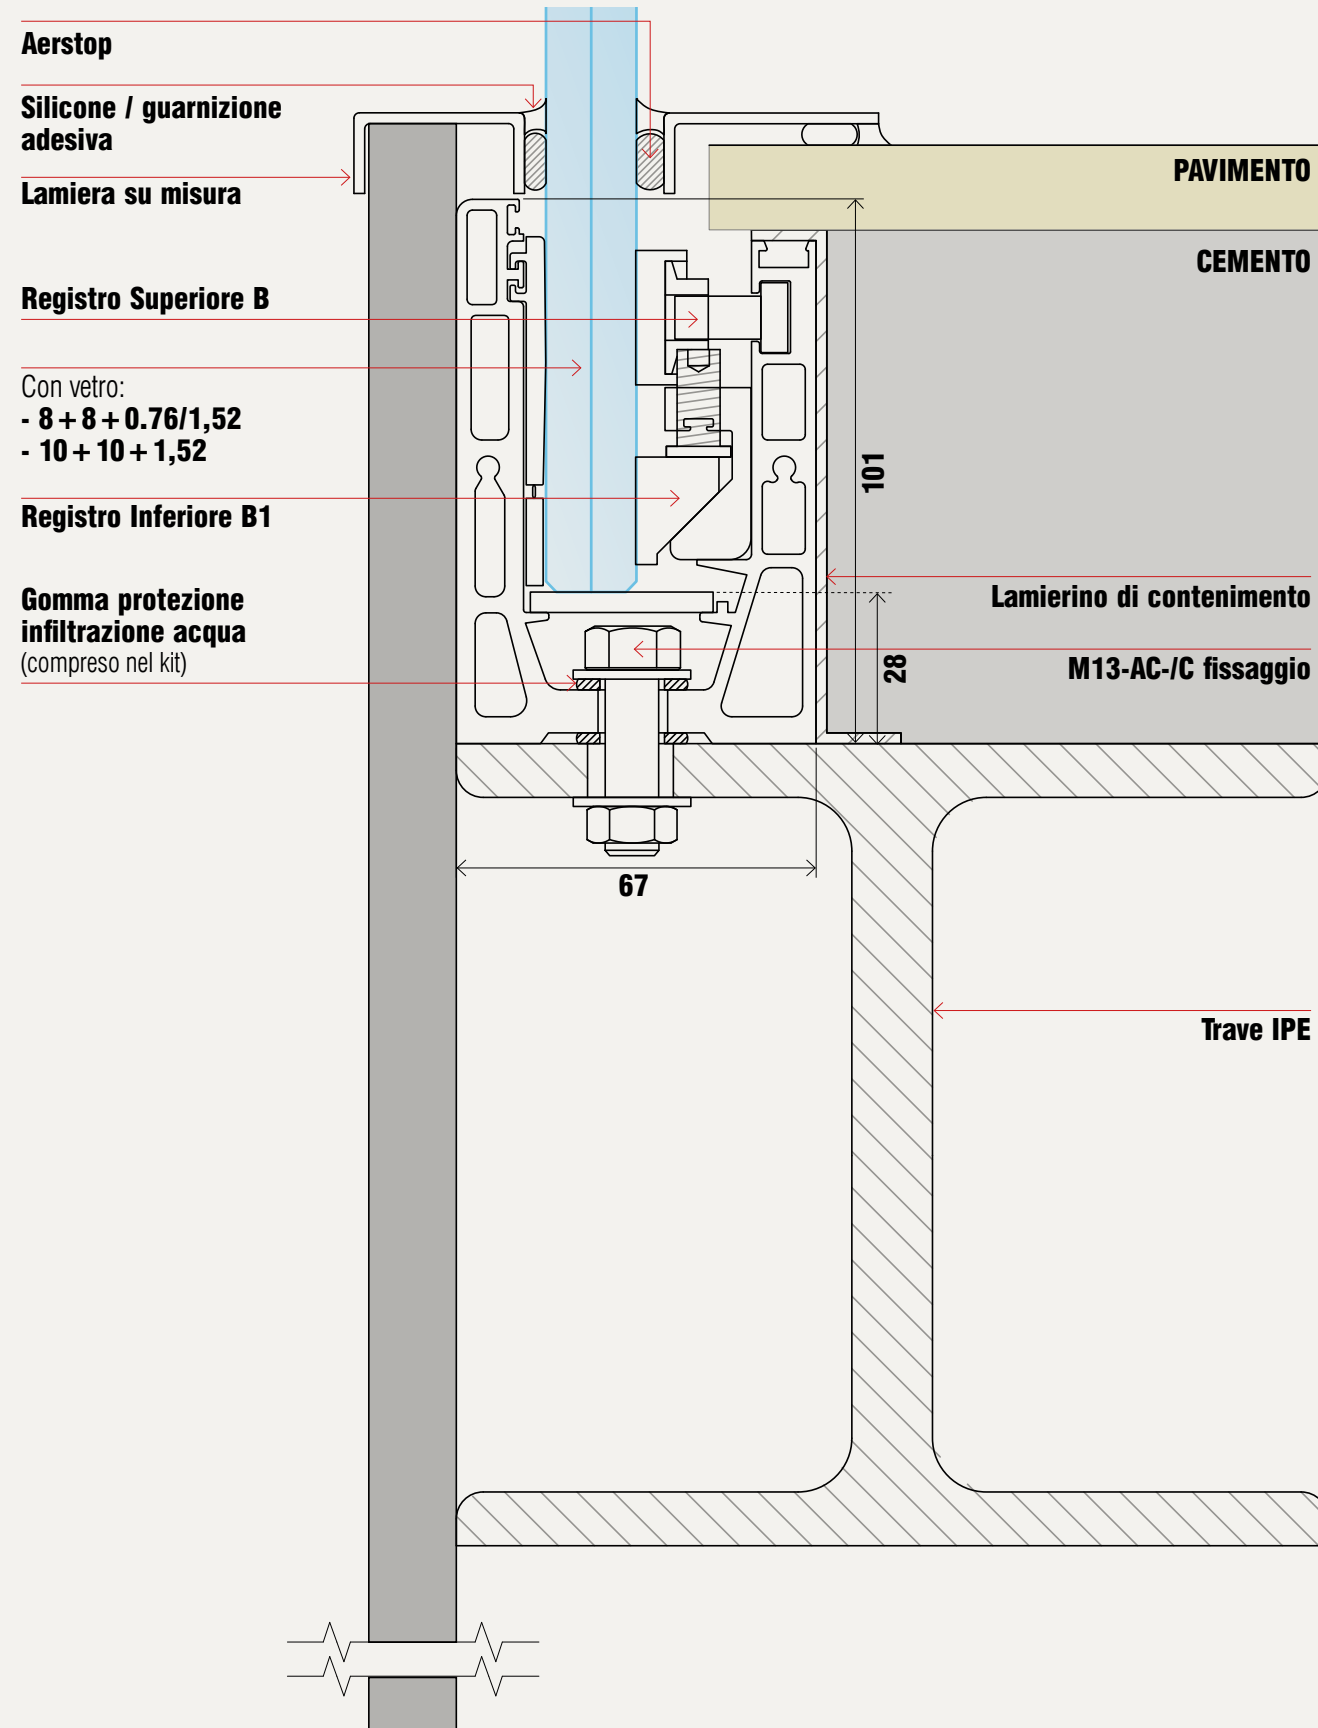 Aerstop
Silicone / guarnizione
adesiva
Lamiera su misura
Registro Superiore B
Con vetro:
- 8+8+0.76/1,52
- 10+10+1,52
Registro Inferiore B1
Gomma protezione
infiltrazione acqua
(compreso nel kit)
PAVIMENTO
CEMENTO
101
Lamierino di contenimento
28
M13-AC-/C fissaggio
67
Trave IPE